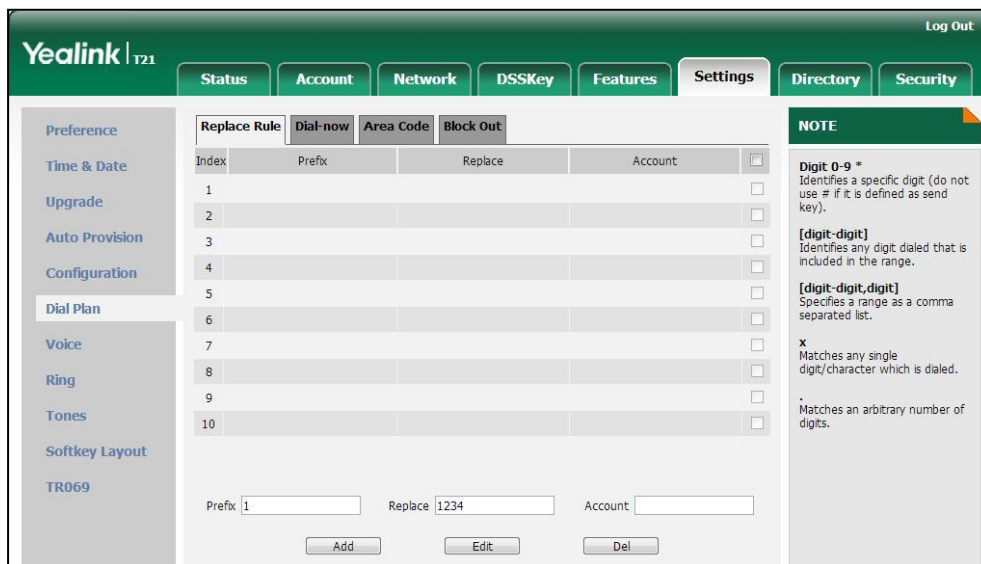 Log Out
Yealink T21
Status Account Network DSSKey Features Settings Directory Security
Preference
Time & Date
Upgrade
Auto Provision
Configuration
Dial Plan
Voice
Ring
Tones
Softkey Layout
TR069
Replace Rule Dial-now Area Code Block Out
Index Prefix Replace Account
1
2
3
4
5
6
7
8
9
10
Prefix 1 Replace 1234 Account
Add Edit Del
NOTE
Digit 0-9 *
Identifies a specific digit (do not
use # if it is defined as send
key).
[digit-digit]
Identifies any digit dialed that is
included in the range.
[digit-digit,digit]
Specifies a range as a comma
separated list.
x
Matches any single
digit/character which is dialed.
.
Matches an arbitrary number of
digits.